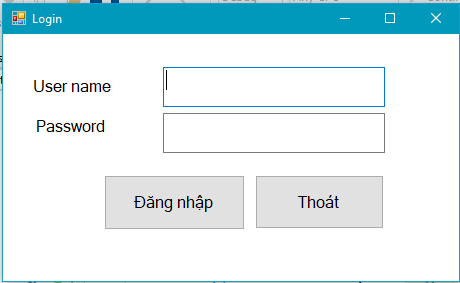 Login
User name
Password
Đăng nhập
Thoát